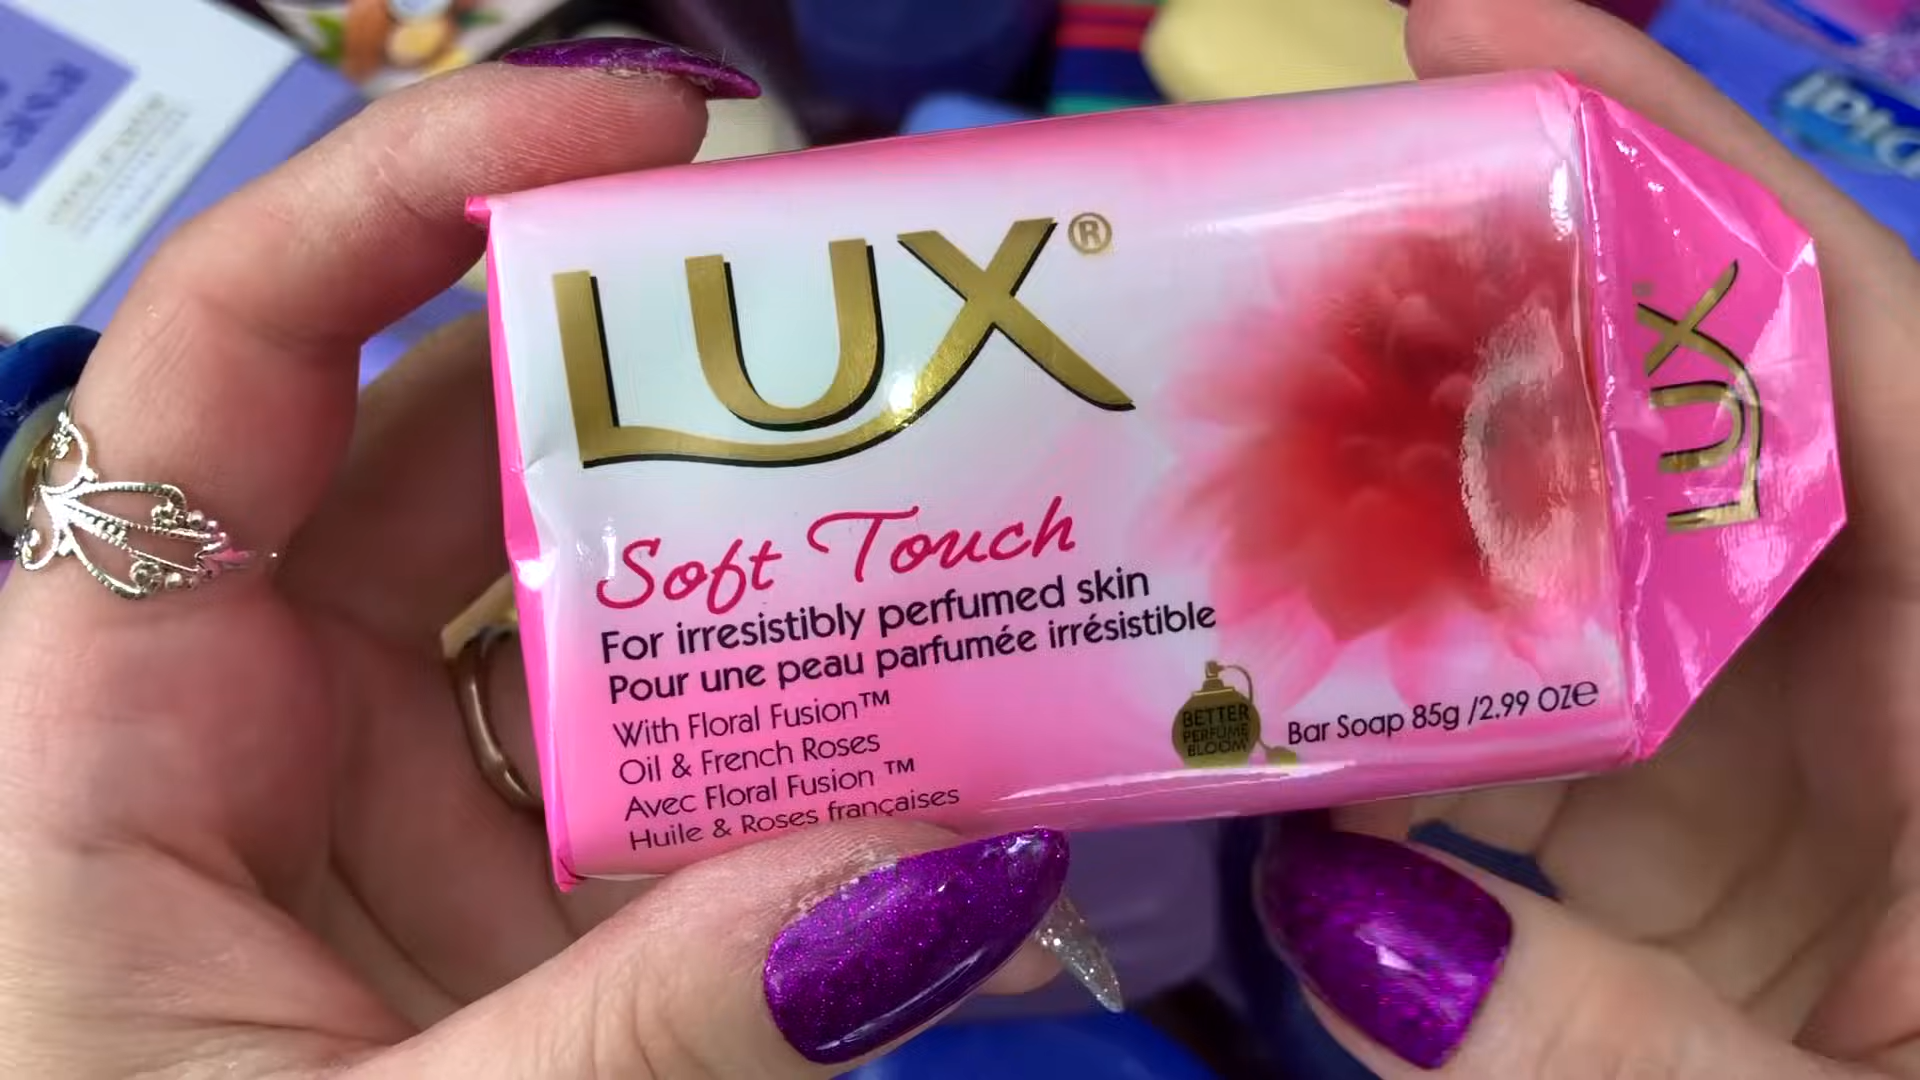 LUX®
Soft Touch
For irresistibly perfumed skin
Pour une peau parfumée irrésistible
With Floral Fusion™
Oil & French Roses
Avec Floral Fusion ™
Huile & Roses françaises
BETTER
PERFUME
BLOOM
Bar Soap 85g /2.99 OZe
LUX